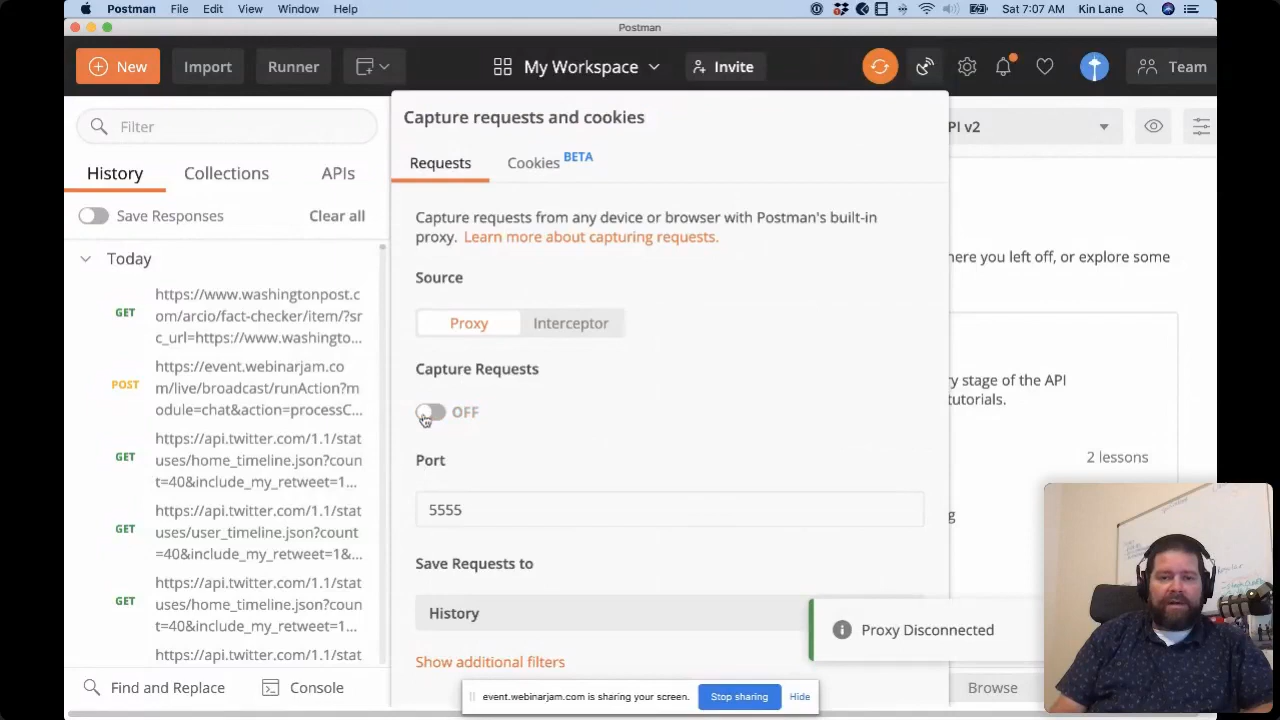 Postman File Edit View Window Help
Sat 7:07 AM Kin Lane
Postman
New Import Runner My Workspace Invite Team
Filter
History Collections APIs
Save Responses Clear all
Today
GET https://www.washingtonpost.c
om/arcio/fact-checker/item/?sr
c_url=https://www.washingto...
POST https://event.webinarjam.co
m/live/broadcast/runAction?m
odule=chat&action=processC...
GET https://api.twitter.com/1.1/stat
uses/home_timeline.json?coun
t=40&include_my_retweet=1...
GET https://api.twitter.com/1.1/stat
uses/user_timeline.json?count
=40&include_my_retweet=1&...
GET https://api.twitter.com/1.1/stat
uses/home_timeline.json?coun
t=40&include_my_retweet=1...
https://api.twitter.com/1.1/stat
Find and Replace Console
Capture requests and cookies
Requests Cookies BETA
Capture requests from any device or browser with Postman's built-in
proxy. Learn more about capturing requests.
Source
Proxy Interceptor
Capture Requests
OFF
Port
5555
Save Requests to
History
Show additional filters
PI v2
here you left off, or explore some
ry stage of the API
tutorials.
2 lessons
g
Proxy Disconnected
Browse
event.webinarjam.com is sharing your screen. Stop sharing Hide